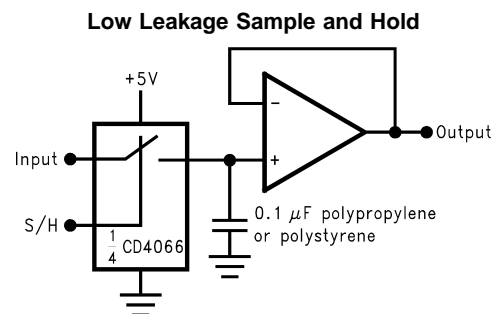 Low Leakage Sample and Hold
+5V
−
Output
Input
+
S/H
1/4 CD4066
0.1 μF polypropylene
or polystyrene